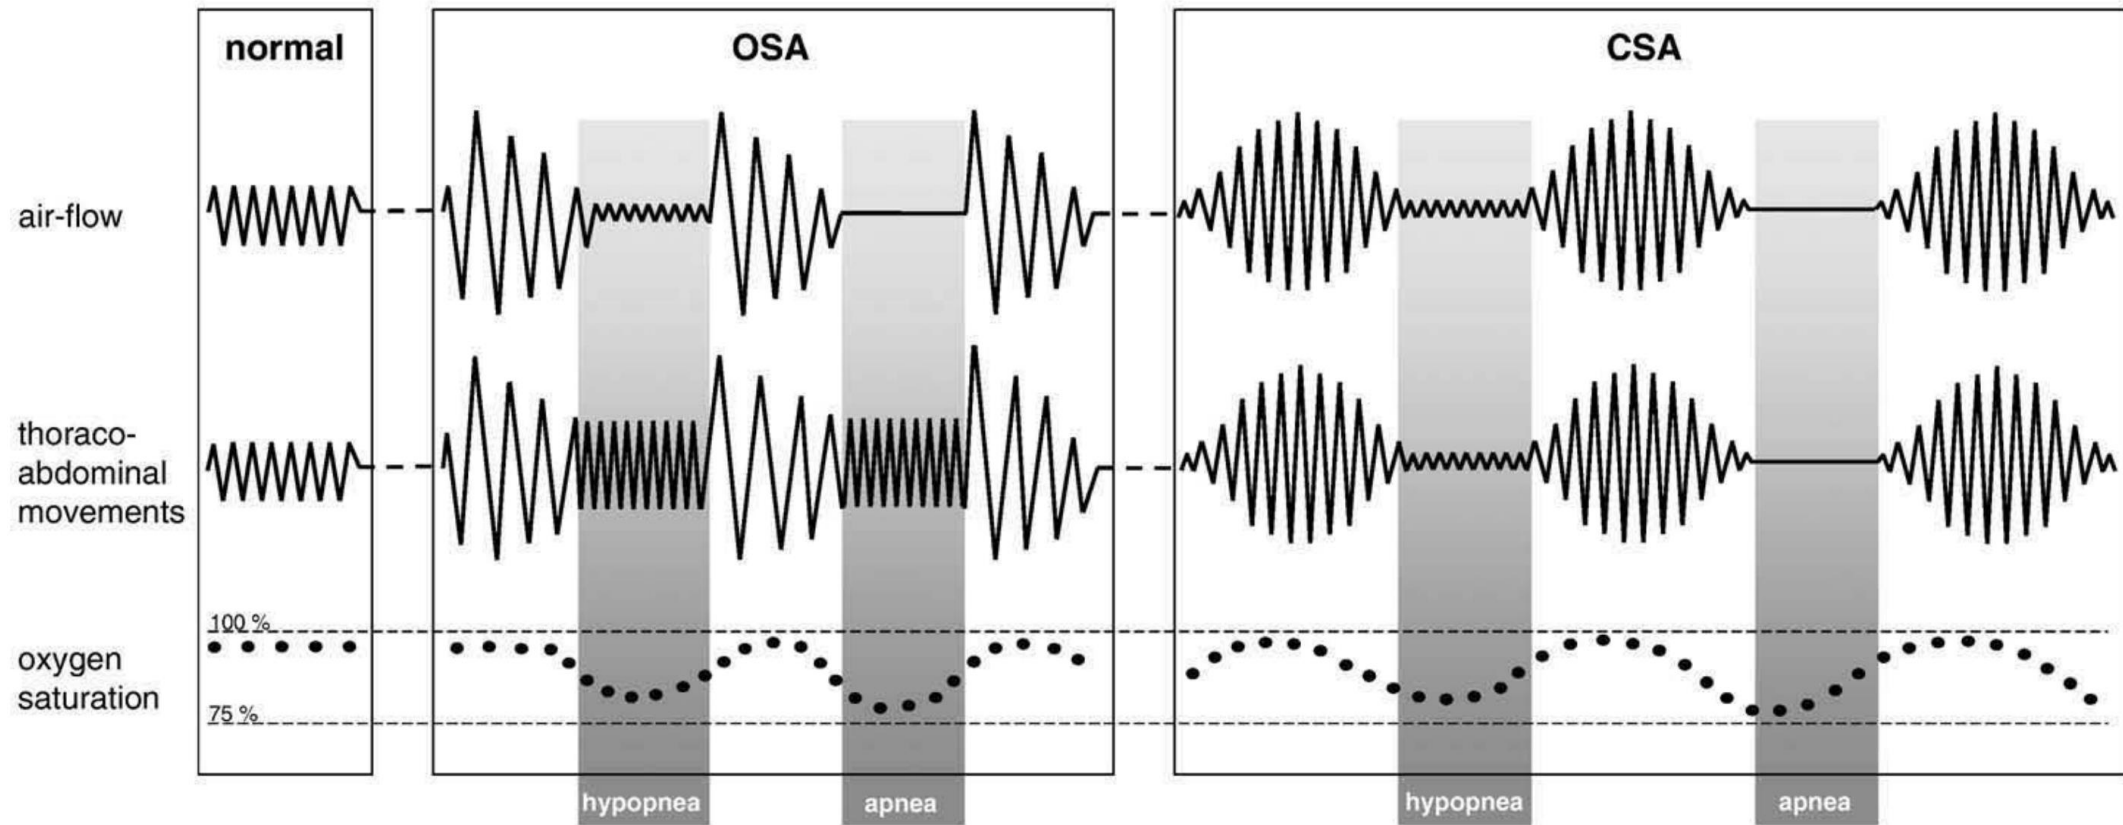 normal
OSA
CSA
air-flow
thoraco-
abdominal
movements
100 %
oxygen
saturation
75 %
hypopnea
apnea
hypopnea
apnea